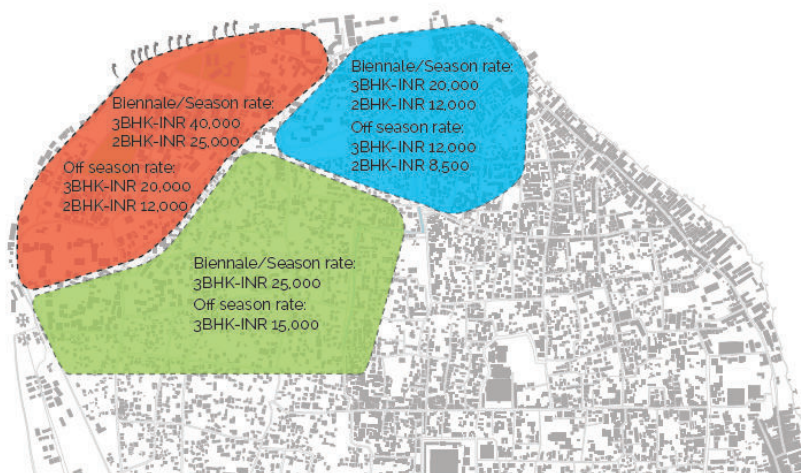 Biennale/Season rate:
3BHK-INR 40,000
2BHK-INR 25,000
Off season rate:
3BHK-INR 20,000
2BHK-INR 12,000
Biennale/Season rate:
3BHK-INR 20,000
2BHK-INR 12,000
Off season rate:
3BHK-INR 12,000
2BHK-INR 8,500
Biennale/Season rate:
3BHK-INR 25,000
Off season rate:
3BHK-INR 15,000